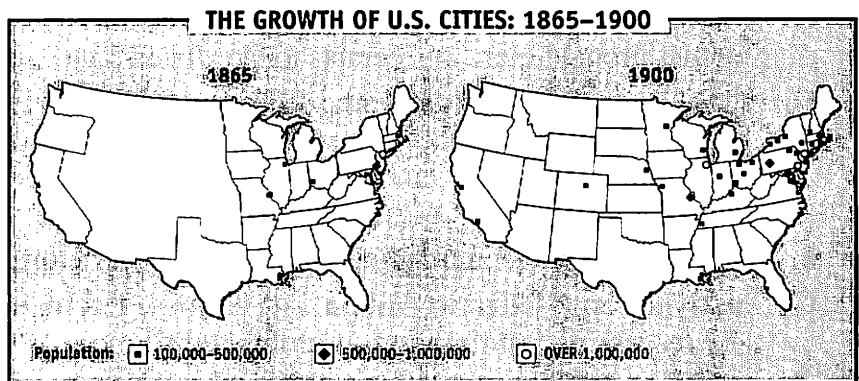 THE GROWTH OF U.S. CITIES: 1865–1900
1865
1900
Population: 100,000–500,000 500,000–1,000,000 OVER 1,000,000